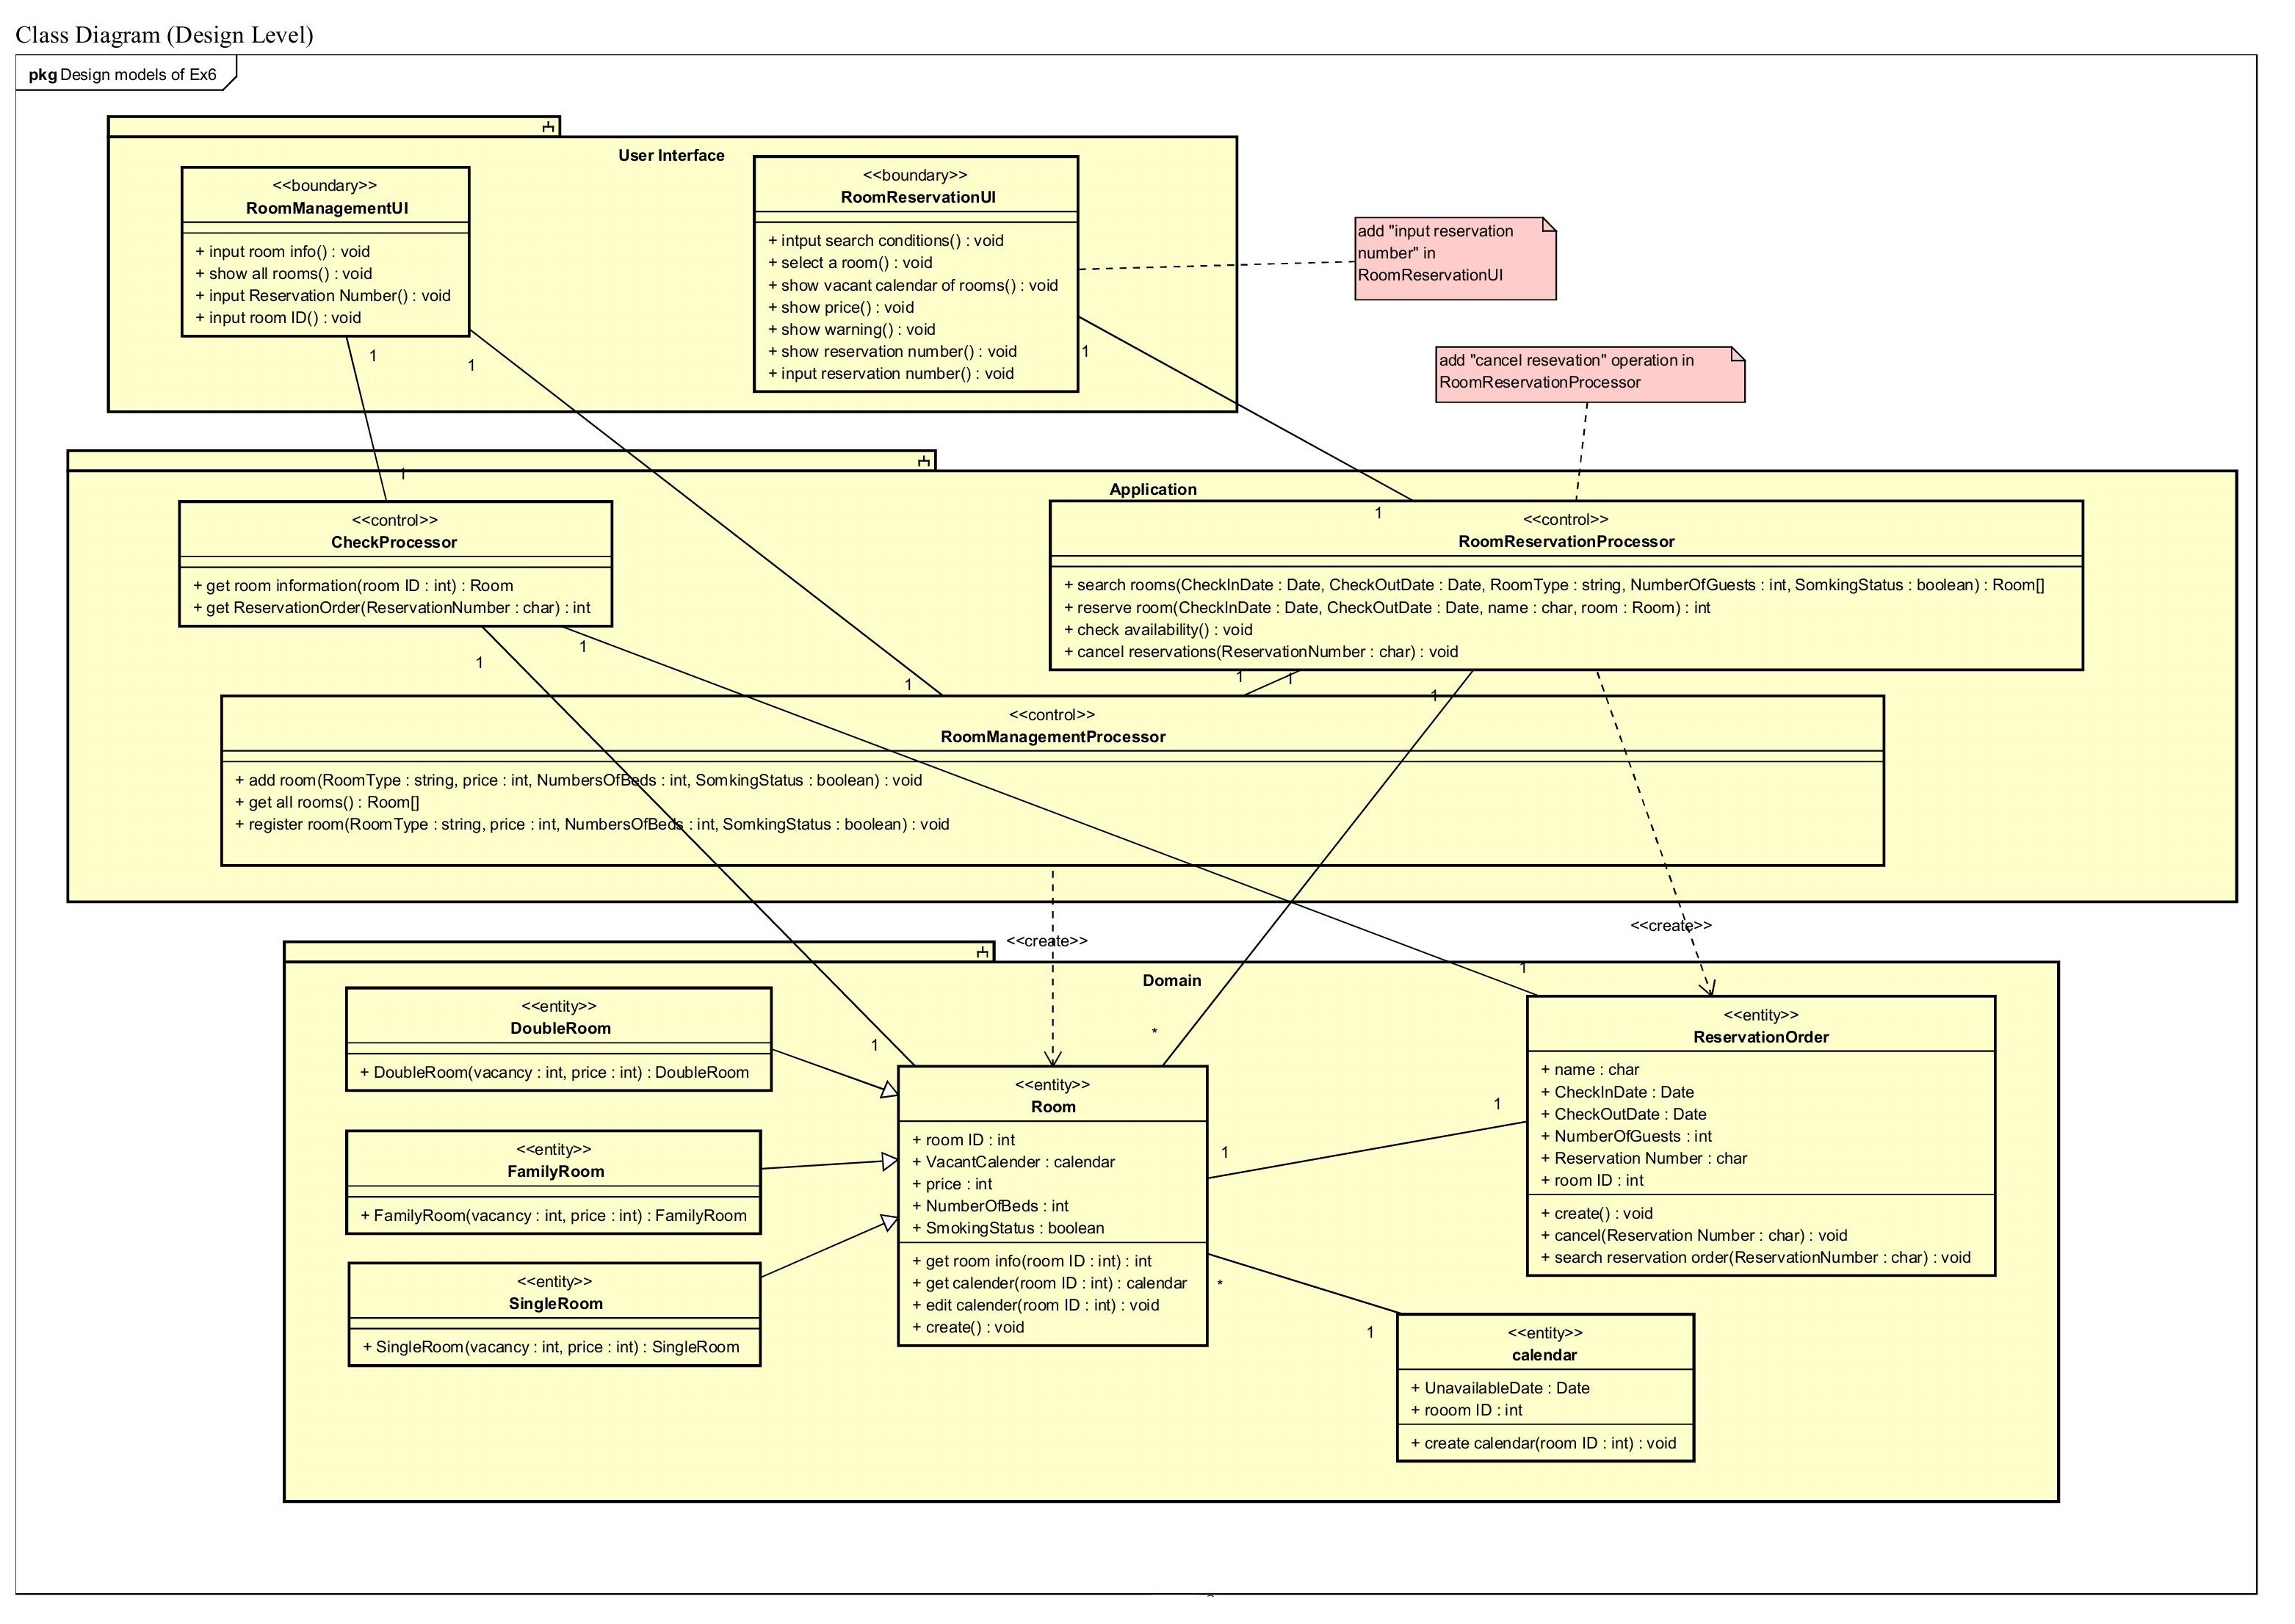 Class Diagram (Design Level)
pkg Design models of Ex6
User Interface
<<boundary>>
RoomManagementUI
+ input room info() : void
+ show all rooms() : void
+ input Reservation Number() : void
+ input room ID() : void
<<boundary>>
RoomReservationUI
+ intput search conditions() : void
+ select a room() : void
+ show vacant calendar of rooms() : void
+ show price() : void
+ show warning() : void
+ show reservation number() : void
+ input reservation number() : void
add "input reservation
number" in
RoomReservationUI
add "cancel resevation" operation in
RoomReservationProcessor
1
1
1
1
Application
<<control>>
CheckProcessor
+ get room information(room ID : int) : Room
+ get ReservationOrder(ReservationNumber : char) : int
1
<<control>>
RoomReservationProcessor
+ search rooms(CheckInDate : Date, CheckOutDate : Date, RoomType : string, NumberOfGuests : int, SomkingStatus : boolean) : Room[]
+ reserve room(CheckInDate : Date, CheckOutDate : Date, name : char, room : Room) : int
+ check availability() : void
+ cancel reservations(ReservationNumber : char) : void
1
1
1
1
1
1
<<control>>
RoomManagementProcessor
+ add room(RoomType : string, price : int, NumbersOfBeds : int, SomkingStatus : boolean) : void
+ get all rooms() : Room[]
+ register room(RoomType : string, price : int, NumbersOfBeds : int, SomkingStatus : boolean) : void
<<create>>
<<create>>
1
Domain
<<entity>>
DoubleRoom
+ DoubleRoom(vacancy : int, price : int) : DoubleRoom
<<entity>>
FamilyRoom
+ FamilyRoom(vacancy : int, price : int) : FamilyRoom
<<entity>>
SingleRoom
+ SingleRoom(vacancy : int, price : int) : SingleRoom
1
*
<<entity>>
Room
+ room ID : int
+ VacantCalender : calendar
+ price : int
+ NumberOfBeds : int
+ SmokingStatus : boolean
+ get room info(room ID : int) : int
+ get calender(room ID : int) : calendar
+ edit calender(room ID : int) : void
+ create() : void
1
1
*
1
<<entity>>
ReservationOrder
+ name : char
+ CheckInDate : Date
+ CheckOutDate : Date
+ NumberOfGuests : int
+ Reservation Number : char
+ room ID : int
+ create() : void
+ cancel(Reservation Number : char) : void
+ search reservation order(ReservationNumber : char) : void
<<entity>>
calendar
+ UnavailableDate : Date
+ rooom ID : int
+ create calendar(room ID : int) : void